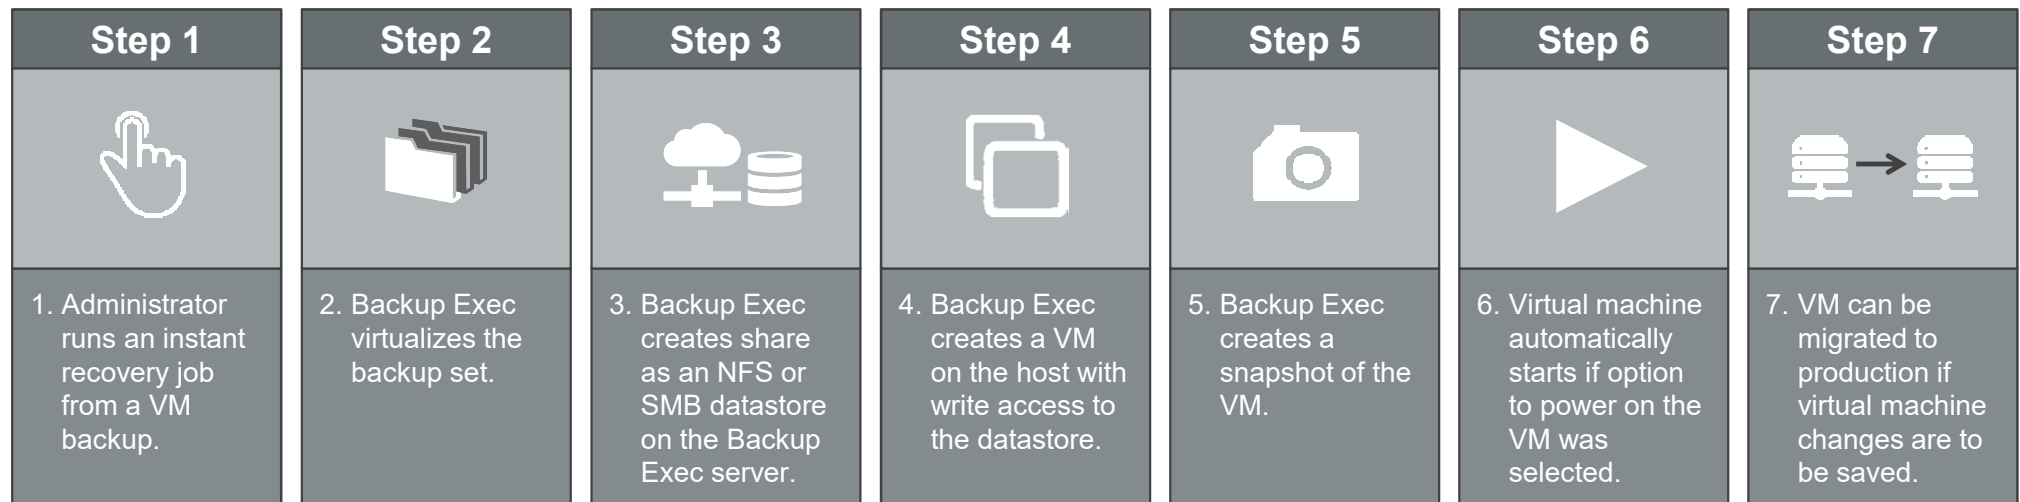 Step 1
1. Administrator
runs an instant
recovery job
from a VM
backup.
Step 2
2. Backup Exec
virtualizes the
backup set.
Step 3
3. Backup Exec
creates share
as an NFS or
SMB datastore
on the Backup
Exec server.
Step 4
4. Backup Exec
creates a VM
on the host with
write access to
the datastore.
Step 5
5. Backup Exec
creates a
snapshot of the
VM.
Step 6
6. Virtual machine
automatically
starts if option
to power on the
VM was
selected.
Step 7
7. VM can be
migrated to
production if
virtual machine
changes are to
be saved.